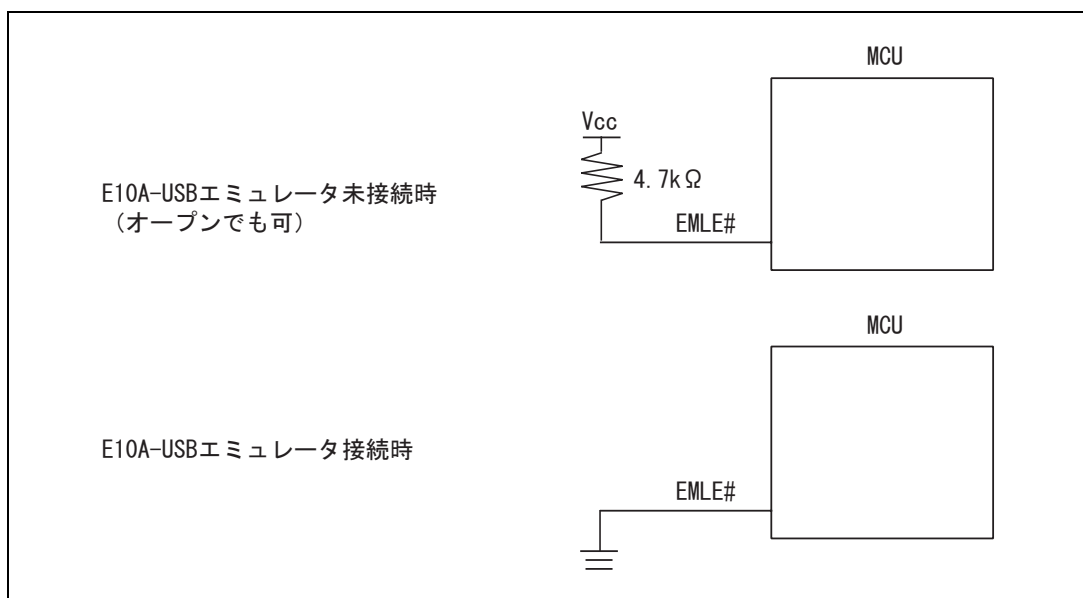 MCU
Vcc
4.7kΩ
E10A-USBエミュレータ未接続時
（オープンでも可）
EMLE#
MCU
E10A-USBエミュレータ接続時
EMLE#